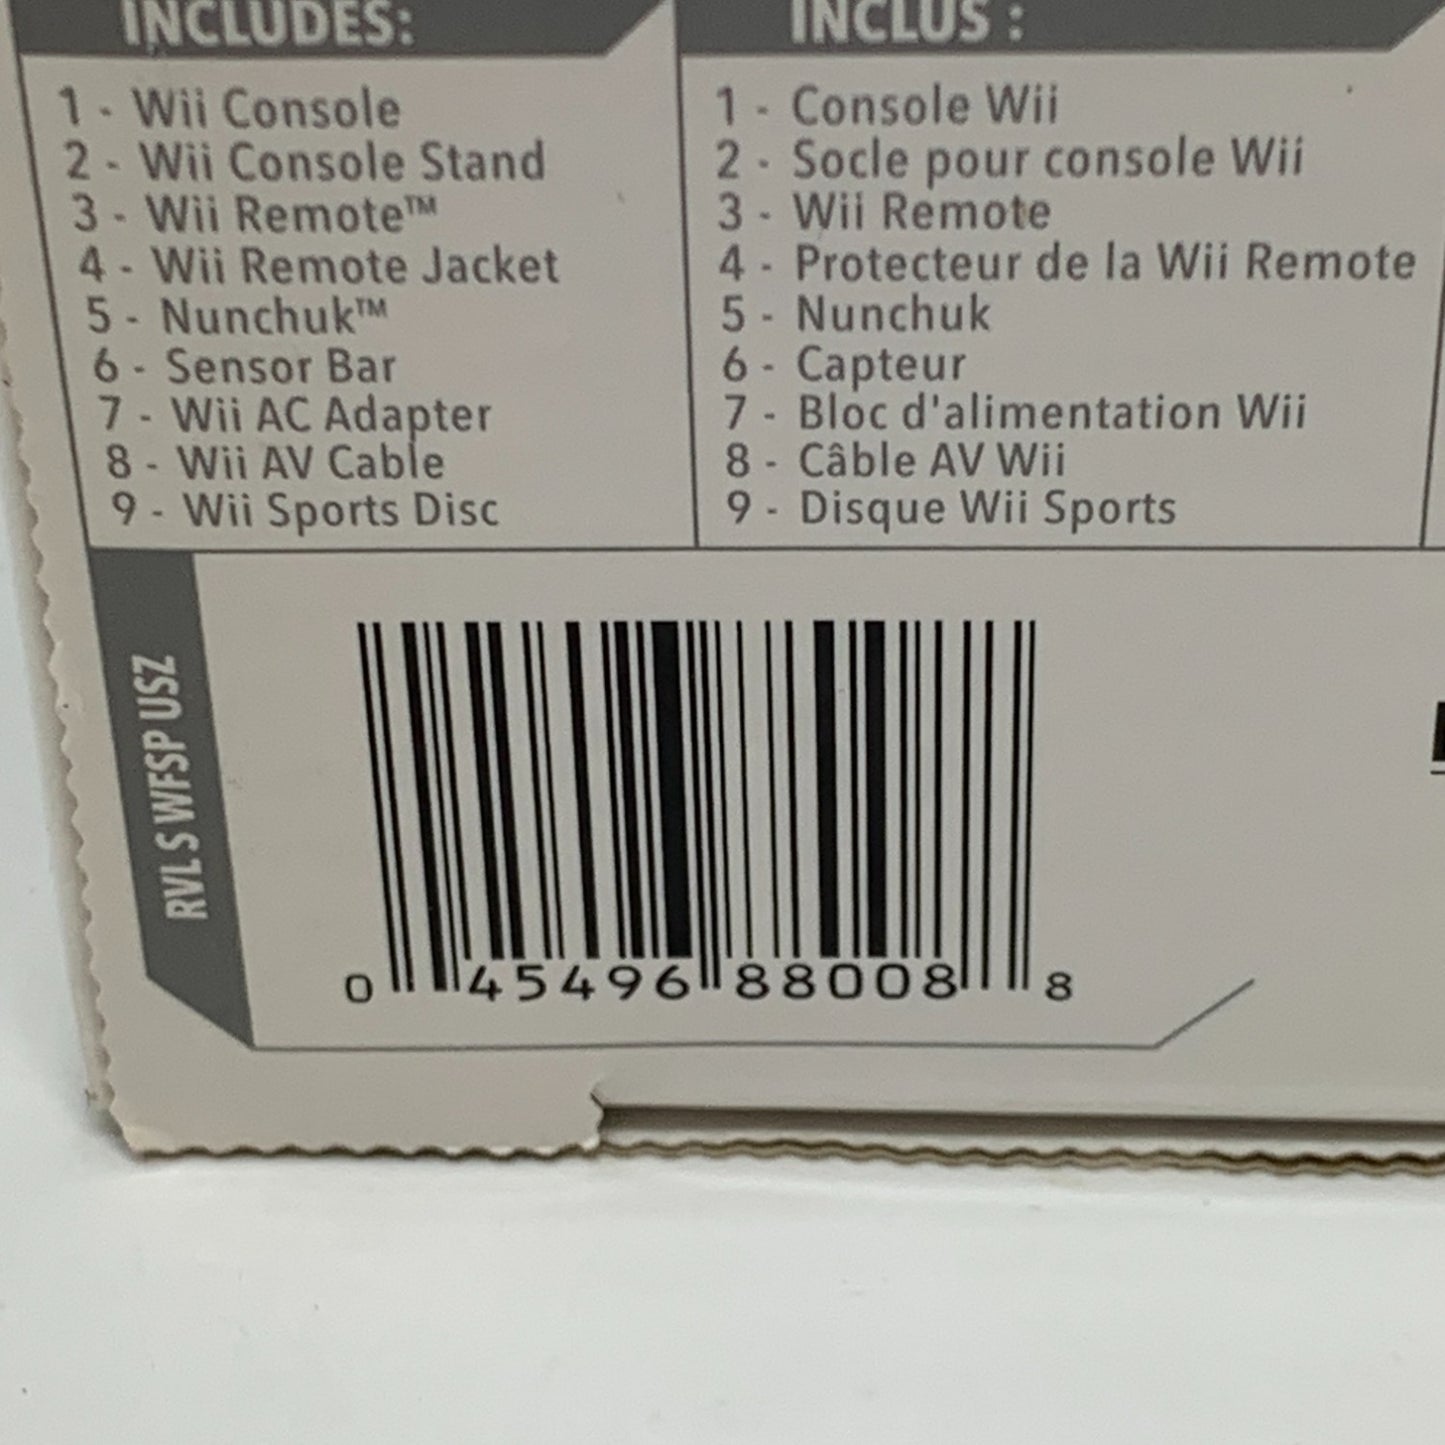 INCLUDES:
1 - Wii Console
2 - Wii Console Stand
3 - Wii Remote™
4 - Wii Remote Jacket
5 - Nunchuk™
6 - Sensor Bar
7 - Wii AC Adapter
8 - Wii AV Cable
9 - Wii Sports Disc
INCLUS :
1 - Console Wii
2 - Socle pour console Wii
3 - Wii Remote
4 - Protecteur de la Wii Remote
5 - Nunchuk
6 - Capteur
7 - Bloc d'alimentation Wii
8 - Câble AV Wii
9 - Disque Wii Sports
RVL S WFSP USZ
0 45496 88008 8